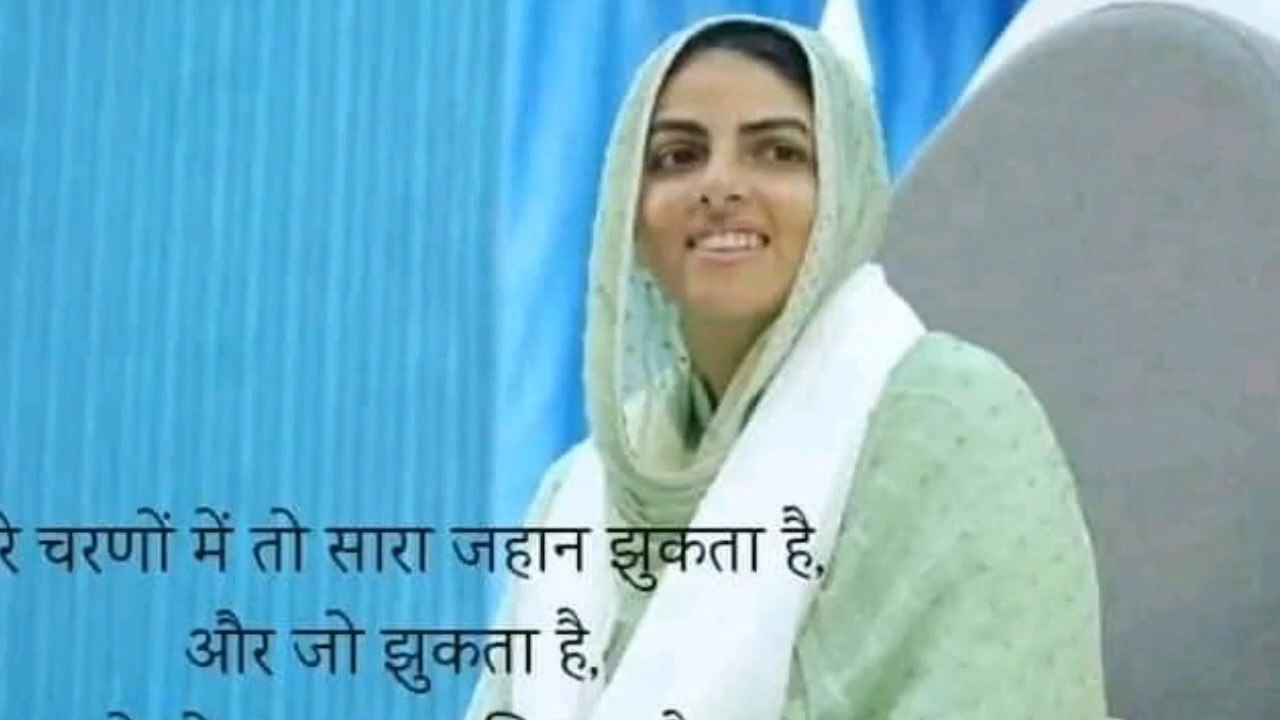 चरणों में तो सारा जहान झुकता है,
और जो झुकता है,